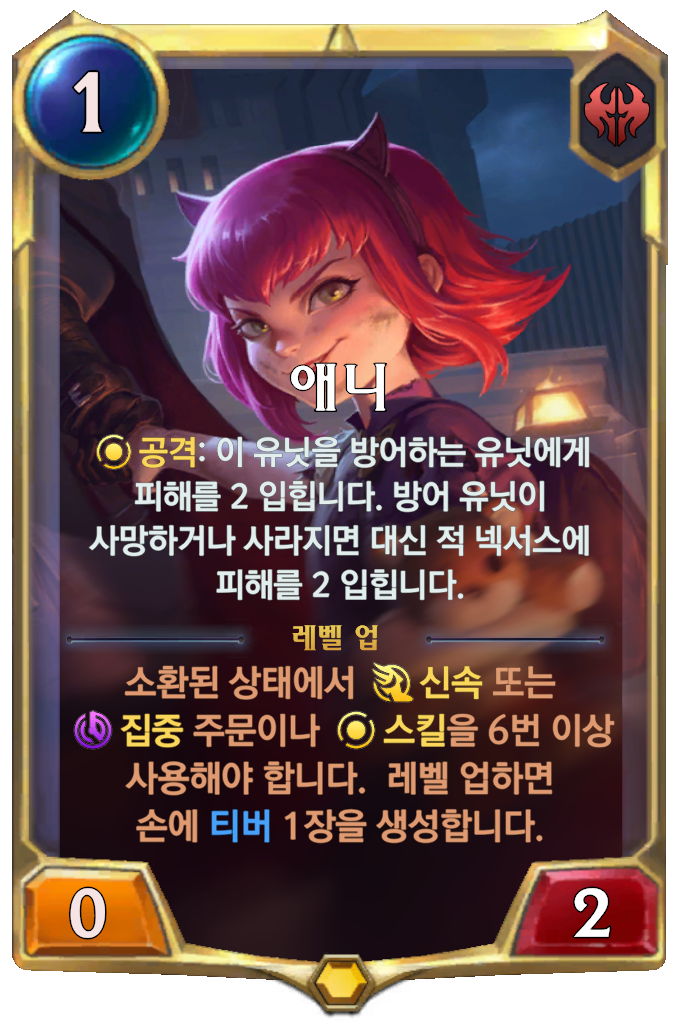 1
애니
공격: 이 유닛을 방어하는 유닛에게
피해를 2 입힙니다. 방어 유닛이
사망하거나 사라지면 대신 적 넥서스에
피해를 2 입힙니다.
레벨 업
소환된 상태에서 신속 또는
집중 주문이나 스킬을 6번 이상
사용해야 합니다. 레벨 업하면
손에 티버 1장을 생성합니다.
0
2